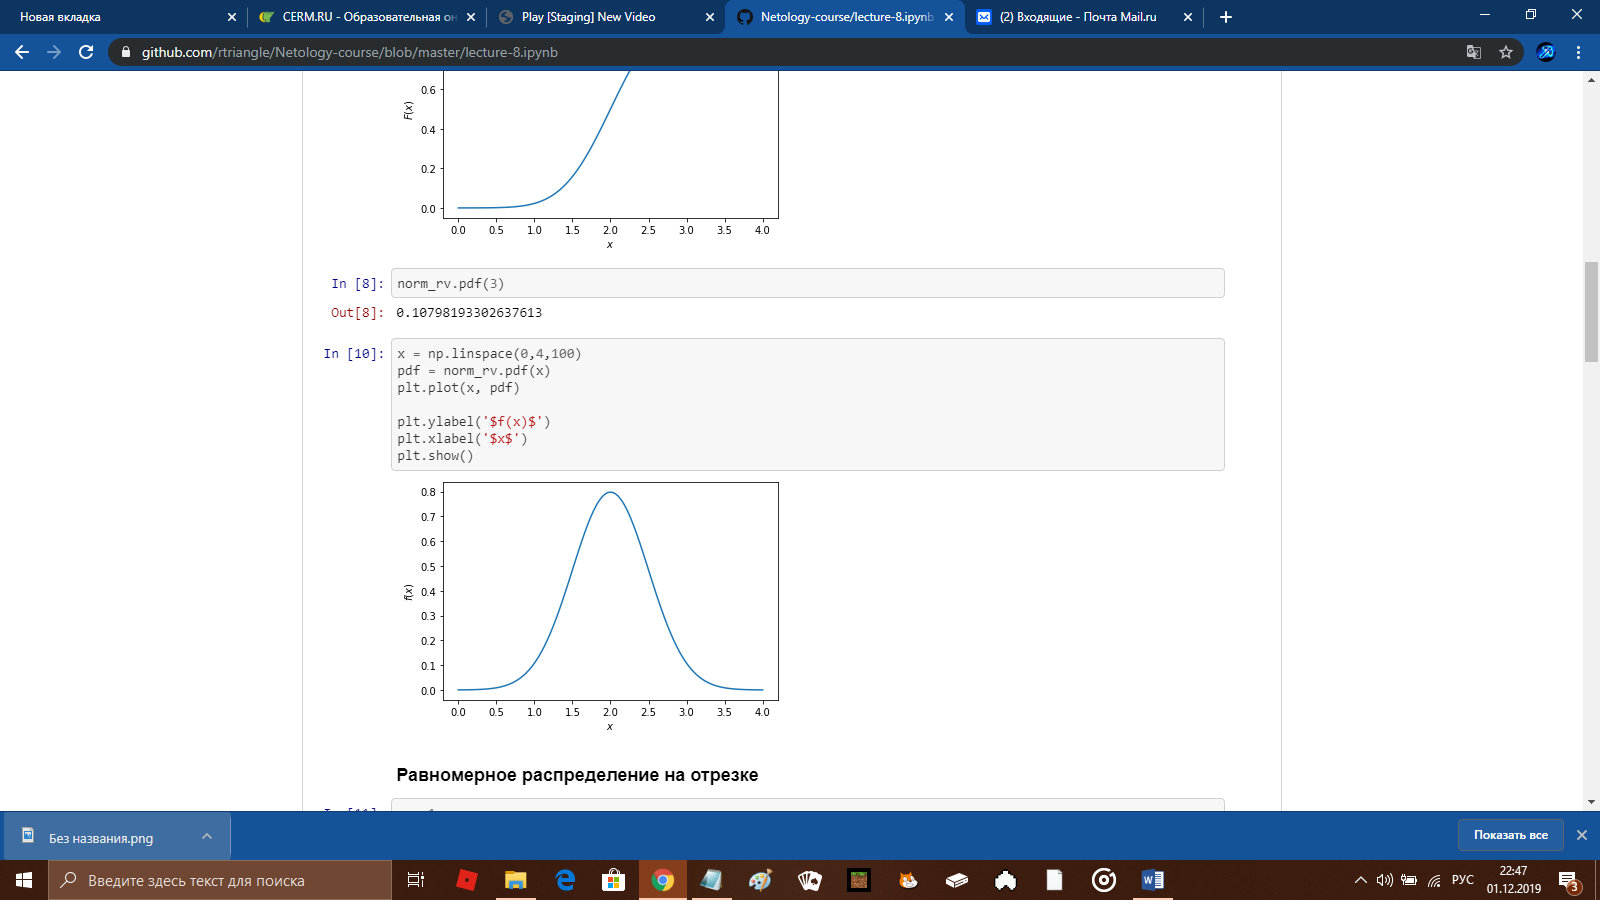 Новая вкладка
CERM.RU - Образовательная он
Play [Staging] New Video
Netology-course/lecture-8.ipynb
(2) Входящие - Почта Mail.ru
github.com/rtriangle/Netology-course/blob/master/lecture-8.ipynb
0.6
F(x)
0.4
0.2
0.0
0.0 0.5 1.0 1.5 2.0 2.5 3.0 3.5 4.0
x
In [8]: norm_rv.pdf(3)
Out[8]: 0.10798193302637613
In [10]: x = np.linspace(0,4,100)
pdf = norm_rv.pdf(x)
plt.plot(x, pdf)
plt.ylabel('$f(x)$')
plt.xlabel('$x$')
plt.show()
0.8
0.7
0.6
0.5
0.4
f(x)
0.3
0.2
0.1
0.0
0.0 0.5 1.0 1.5 2.0 2.5 3.0 3.5 4.0
x
Равномерное распределение на отрезке
Без названия.png
Показать все
Введите здесь текст для поиска
РУС
22:47
01.12.2019
3